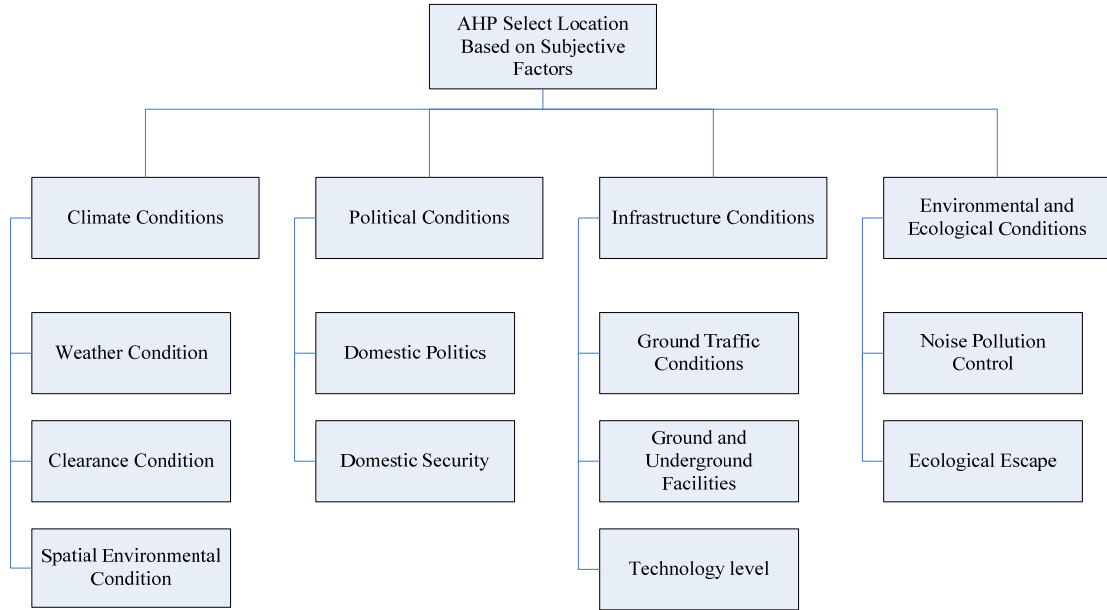 AHP Select Location
Based on Subjective
Factors
Climate Conditions
Political Conditions
Infrastructure Conditions
Environmental and
Ecological Conditions
Weather Condition
Domestic Politics
Ground Traffic
Conditions
Noise Pollution
Control
Clearance Condition
Domestic Security
Ground and
Underground
Facilities
Ecological Escape
Spatial Environmental
Condition
Technology level